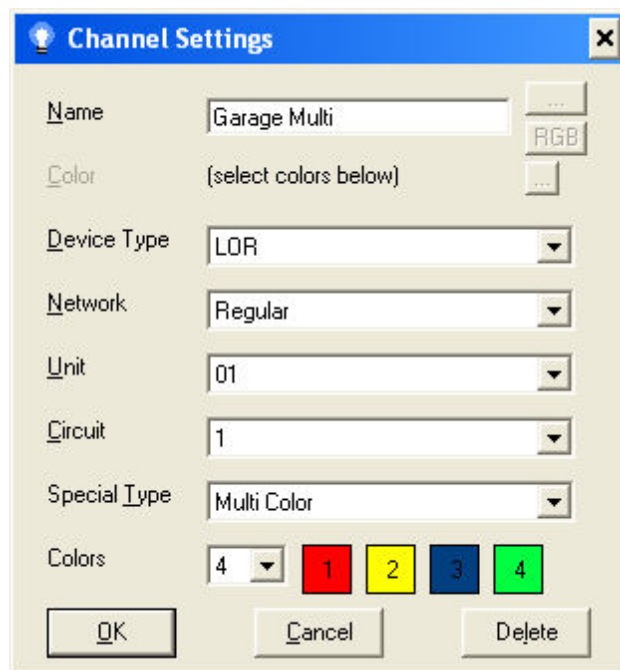 Channel Settings
Name Garage Multi ...
RGB
Color (select colors below) ...
Device Type LOR
Network Regular
Unit 01
Circuit 1
Special Type Multi Color
Colors 4 1 2 3 4
OK Cancel Delete